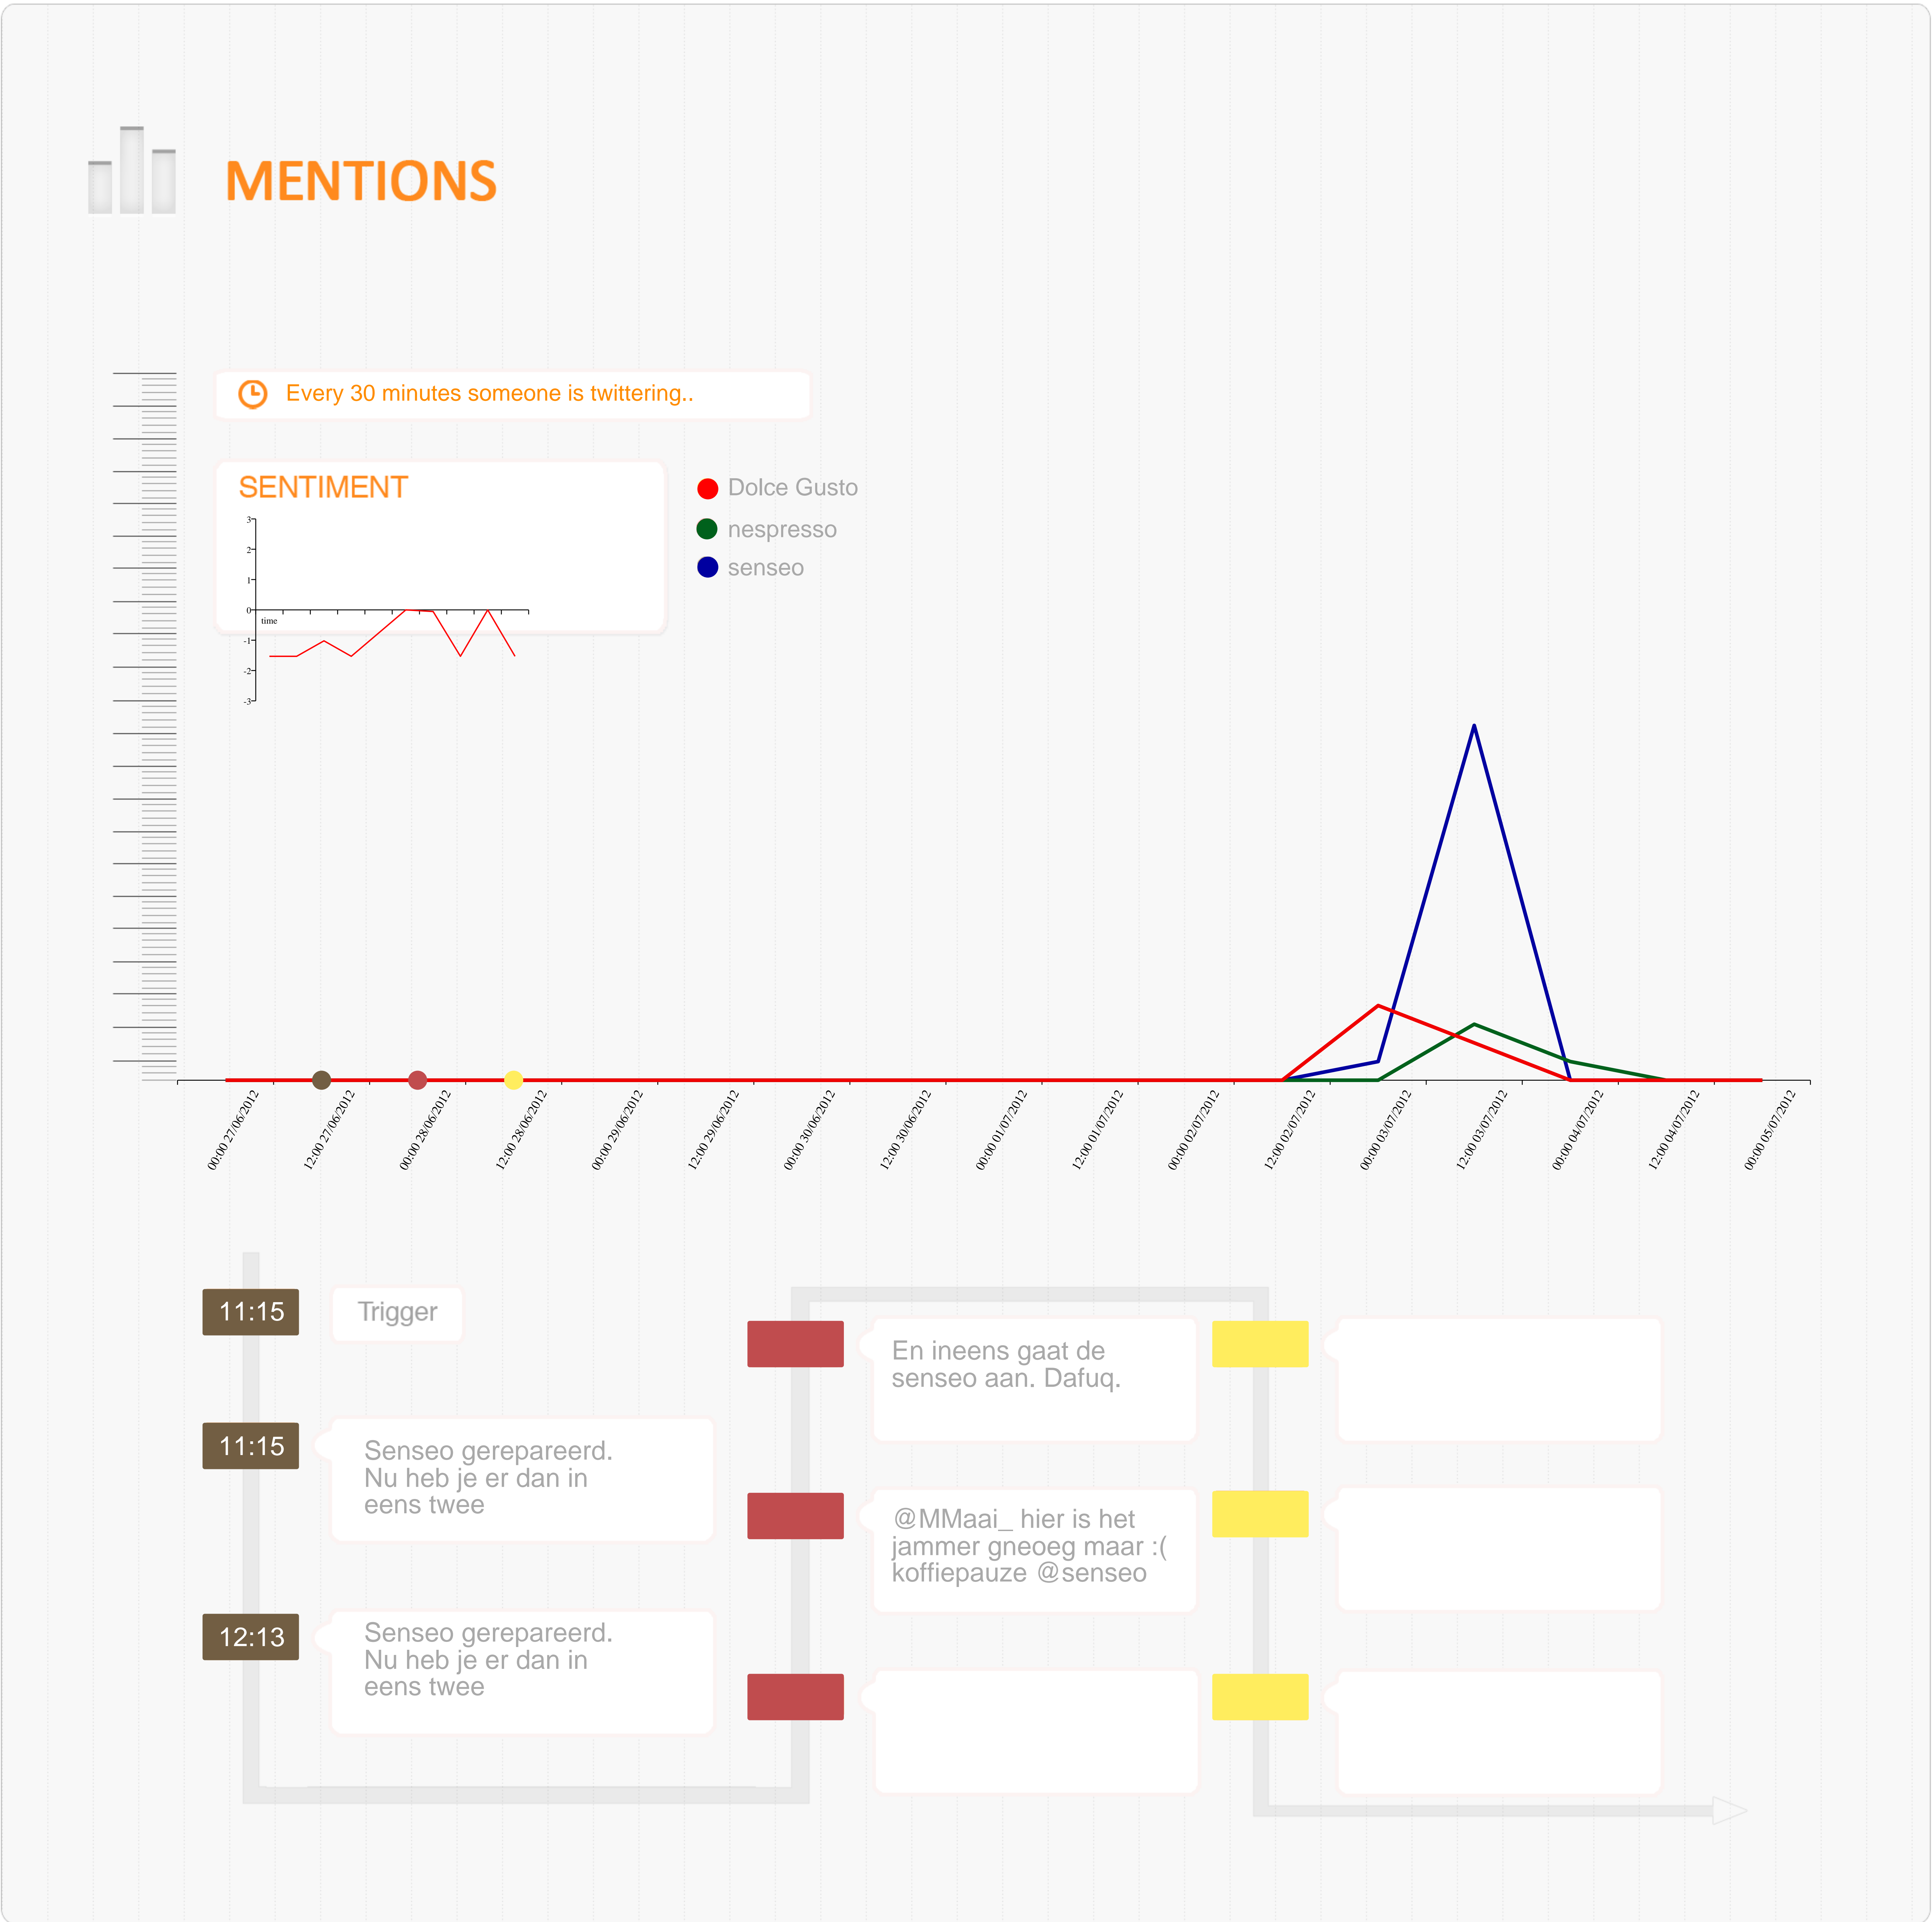 MENTIONS
Every 30 minutes someone is twittering..
SENTIMENT
3
2
1
0
time
-1
-2
-3
Dolce Gusto
nespresso
senseo
00:00 27/06/2012
12:00 27/06/2012
00:00 28/06/2012
12:00 28/06/2012
00:00 29/06/2012
12:00 29/06/2012
00:00 30/06/2012
12:00 30/06/2012
00:00 01/07/2012
12:00 01/07/2012
00:00 02/07/2012
12:00 02/07/2012
00:00 03/07/2012
12:00 03/07/2012
00:00 04/07/2012
12:00 04/07/2012
00:00 05/07/2012
11:15
Trigger
11:15
Senseo gerepareerd.
Nu heb je er dan in
eens twee
12:13
Senseo gerepareerd.
Nu heb je er dan in
eens twee
En ineens gaat de
senseo aan. Dafuq.
@MMaai_ hier is het
jammer gneoeg maar :(
koffiepauze @senseo